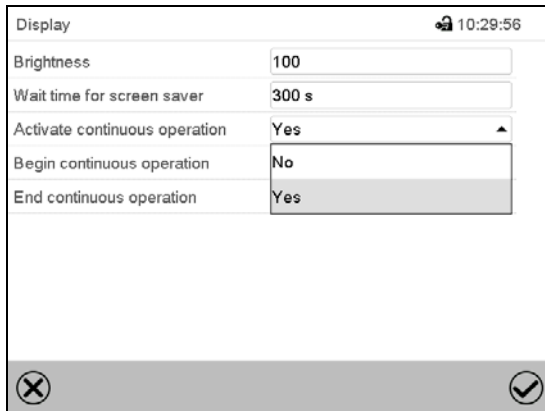 Display 10:29:56
Brightness 100
Wait time for screen saver 300 s
Activate continuous operation Yes
Begin continuous operation No
End continuous operation Yes